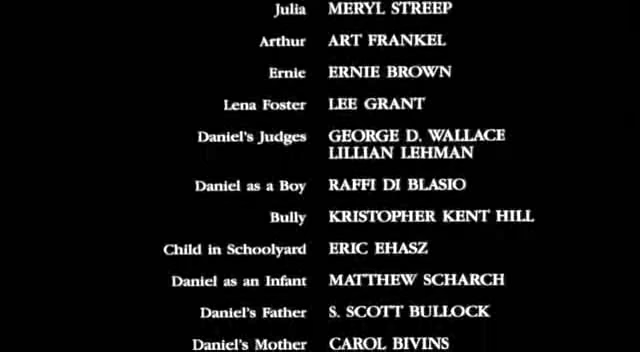 Julia MERYL STREEP
Arthur ART FRANKEL
Ernie ERNIE BROWN
Lena Foster LEE GRANT
Daniel's Judges GEORGE D. WALLACE
LILLIAN LEHMAN
Daniel as a Boy RAFFI DI BLASIO
Bully KRISTOPHER KENT HILL
Child in Schoolyard ERIC EHASZ
Daniel as an Infant MATTHEW SCHARCH
Daniel's Father S. SCOTT BULLOCK
Daniel's Mother CAROL BIVINS